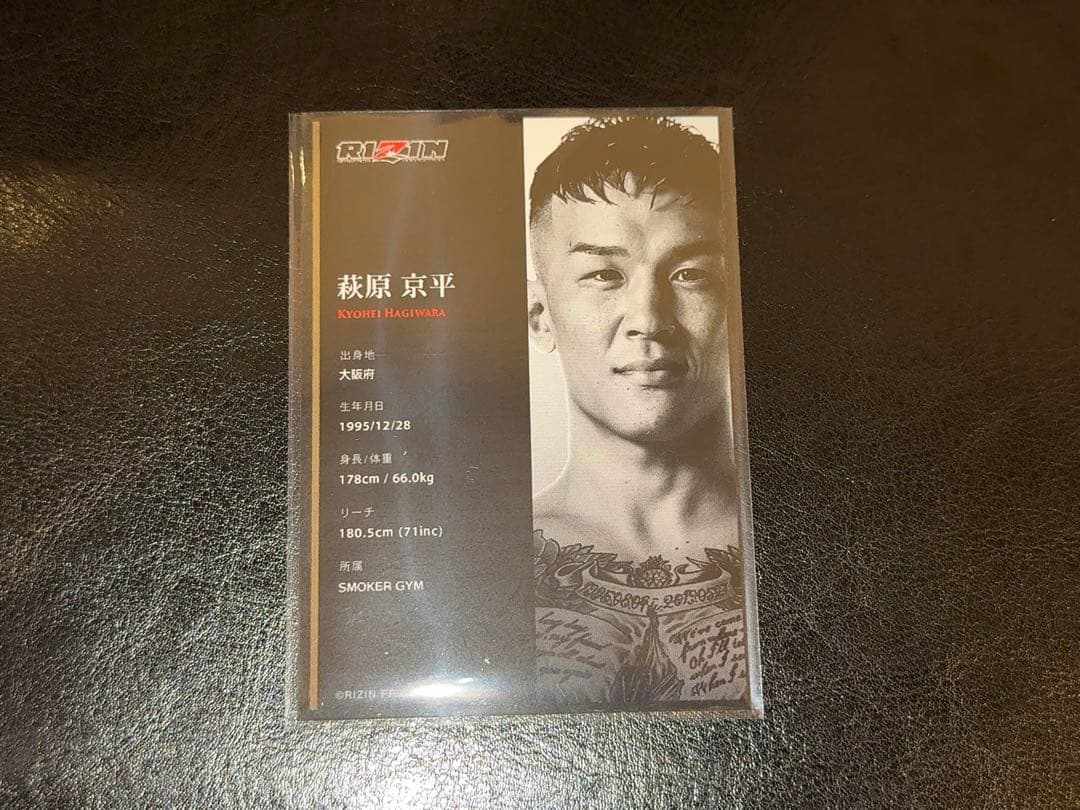 RIZIN
萩原 京平
KYOHEI HAGIWARA
出身地
大阪府
生年月日
1995/12/28
身長/体重
178cm / 66.0kg
リーチ
180.5cm (71inc)
所属
SMOKER GYM
©RIZIN FF